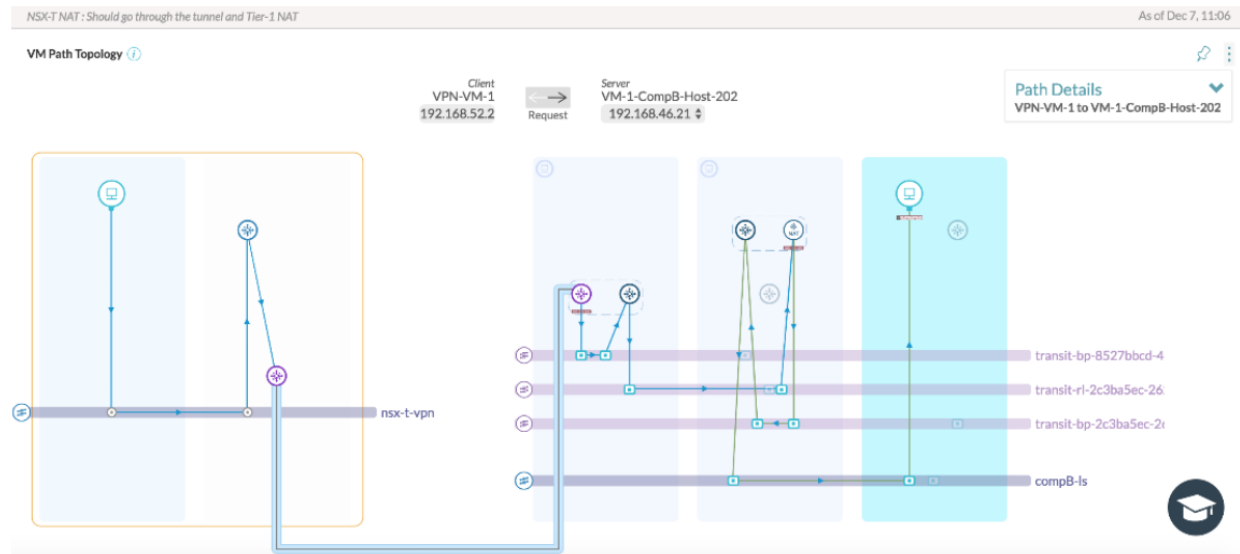 NSX-T NAT : Should go through the tunnel and Tier-1 NAT
As of Dec 7, 11:06
VM Path Topology
Client
VPN-VM-1
192.168.52.2
Request
Server
VM-1-CompB-Host-202
192.168.46.21
Path Details
VPN-VM-1 to VM-1-CompB-Host-202
NAT
transit-bp-8527bbcd-4
transit-rl-2c3ba5ec-26
nsx-t-vpn
transit-bp-2c3ba5ec-2
compB-ls